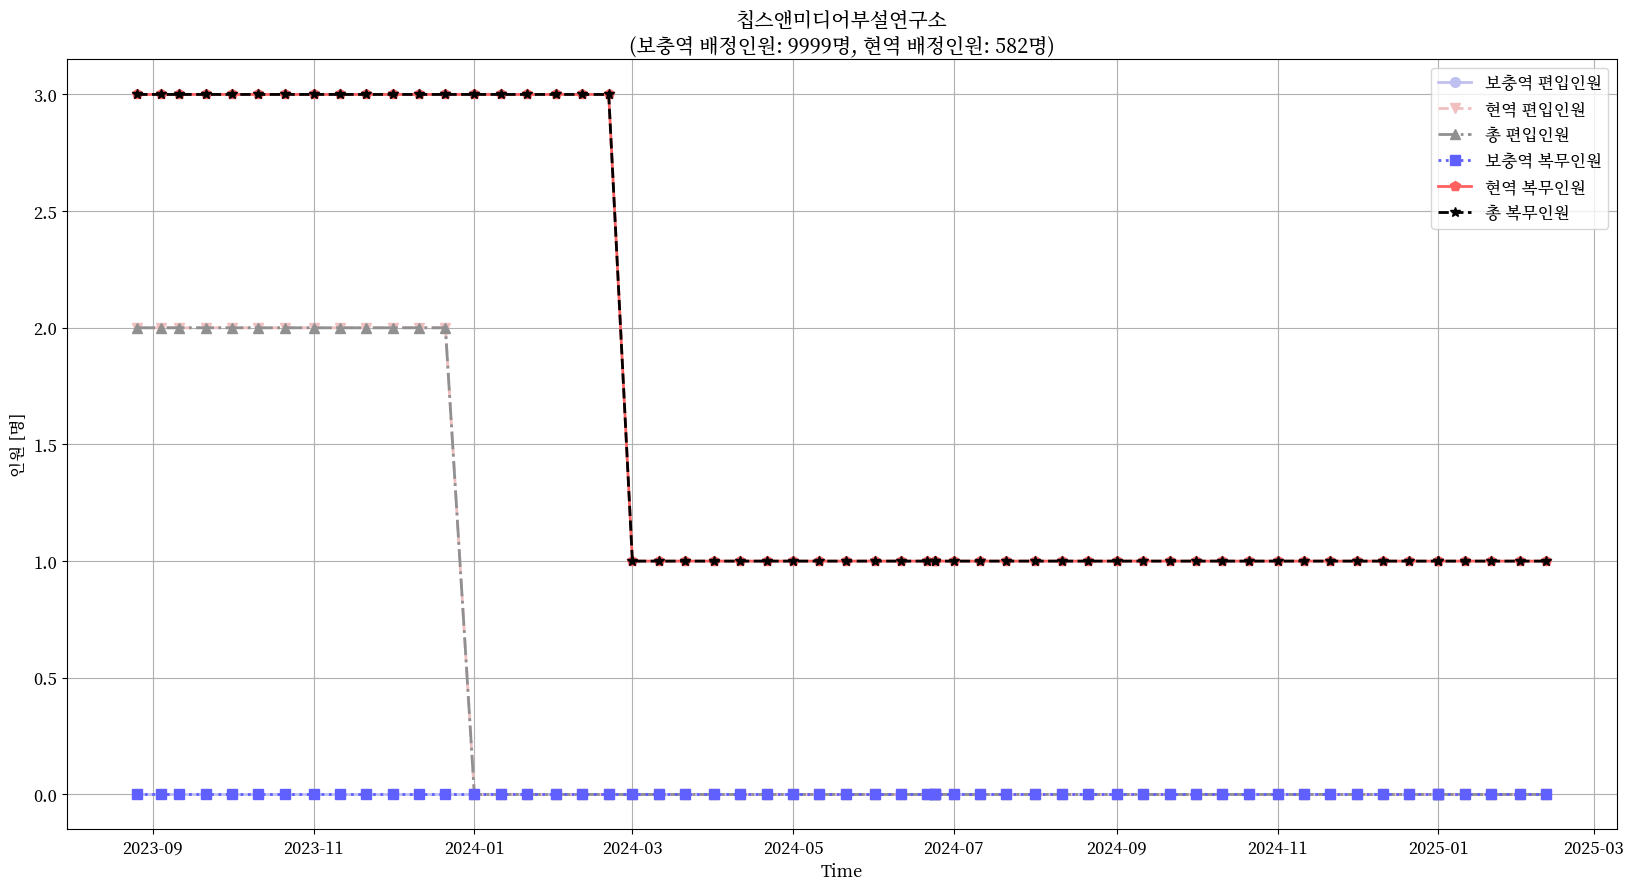 칩스앤미디어부설연구소
(보충역 배정인원: 9999명, 현역 배정인원: 582명)
보충역 편입인원
현역 편입인원
총 편입인원
보충역 복무인원
현역 복무인원
총 복무인원
인원 [명]
3.0
2.5
2.0
1.5
1.0
0.5
0.0
2023-09 2023-11 2024-01 2024-03 2024-05 2024-07 2024-09 2024-11 2025-01 2025-03
Time